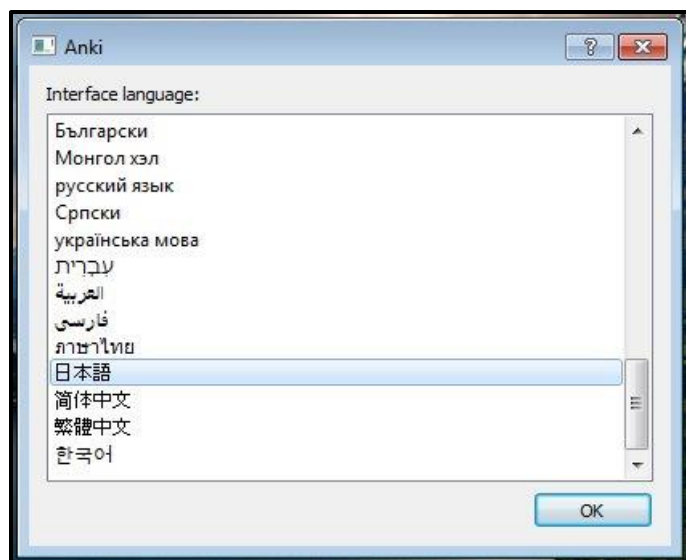 Anki
Interface language:
Български
Монгол хэл
русский язык
Српски
українська мова
עִבְרִית
العربية
فارسی
ภาษาไทย
日本語
简体中文
繁體中文
한국어
OK